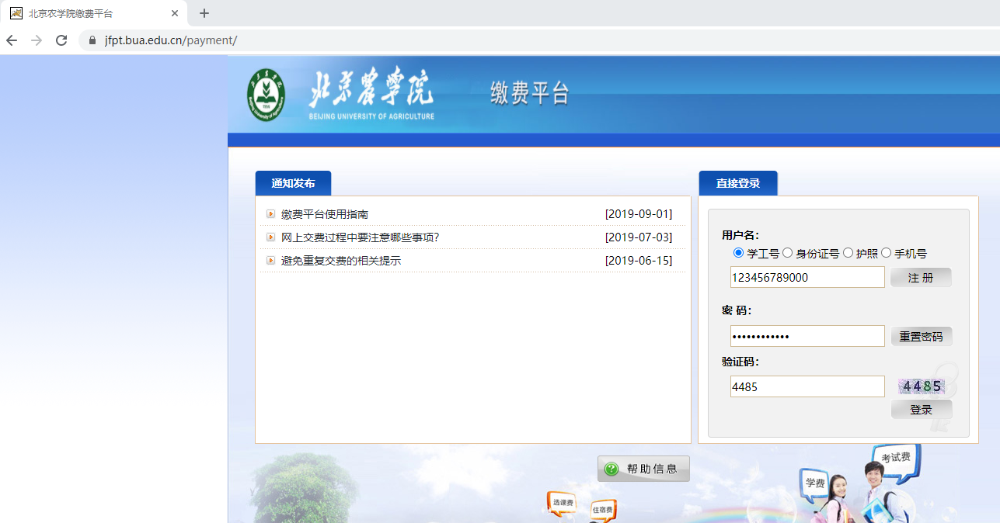 北京农学院缴费平台
jfpt.bua.edu.cn/payment/
北京农学院
BEIJING UNIVERSITY OF AGRICULTURE
缴费平台
通知发布
缴费平台使用指南 [2019-09-01]
网上交费过程中要注意哪些事项? [2019-07-03]
避免重复交费的相关提示 [2019-06-15]
直接登录
用户名:
学工号 身份证号 护照 手机号
123456789000 注 册
密 码:
•••••••••••• 重置密码
验证码:
4485 4485
登录
帮助信息
考试费
学费
选课费
住宿费